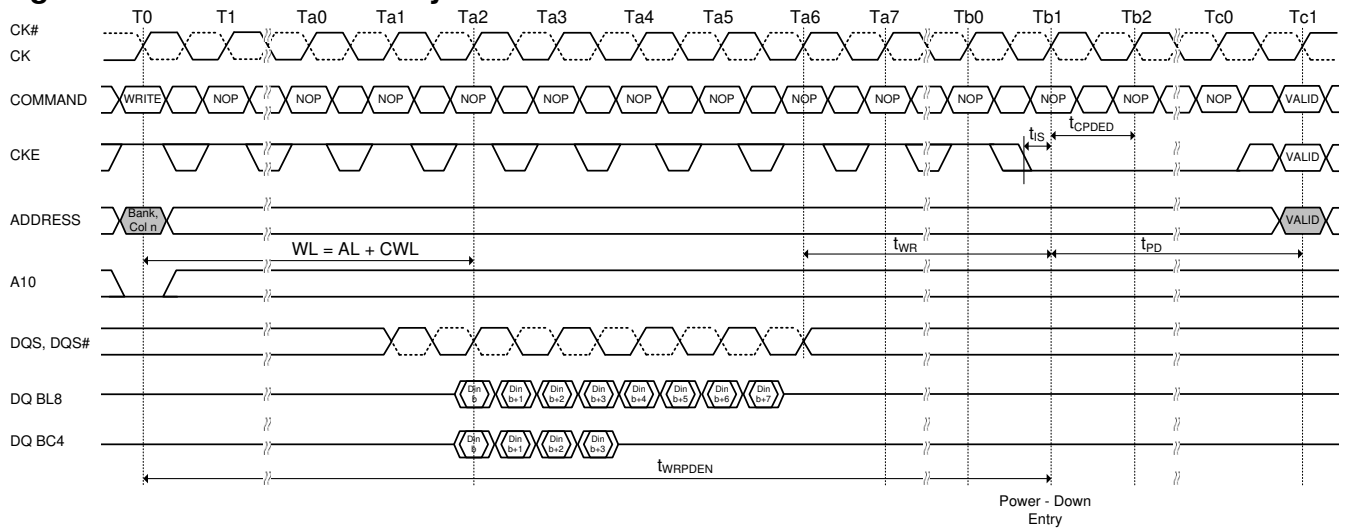 T0 T1 Ta0 Ta1 Ta2 Ta3 Ta4 Ta5 Ta6 Ta7 Tb0 Tb1 Tb2 Tc0 Tc1
CK#
CK
COMMAND WRITE NOP NOP NOP NOP NOP NOP NOP NOP NOP NOP NOP NOP NOP VALID
tIS tCPDED
CKE VALID
ADDRESS Bank, Col n VALID
WL = AL + CWL tWR tPD
A10
DQS, DQS#
DQ BL8 Din b Din b+1 Din b+2 Din b+3 Din b+4 Din b+5 Din b+6 Din b+7
DQ BC4 Din b Din b+1 Din b+2 Din b+3
tWRPDEN
Power - Down
Entry